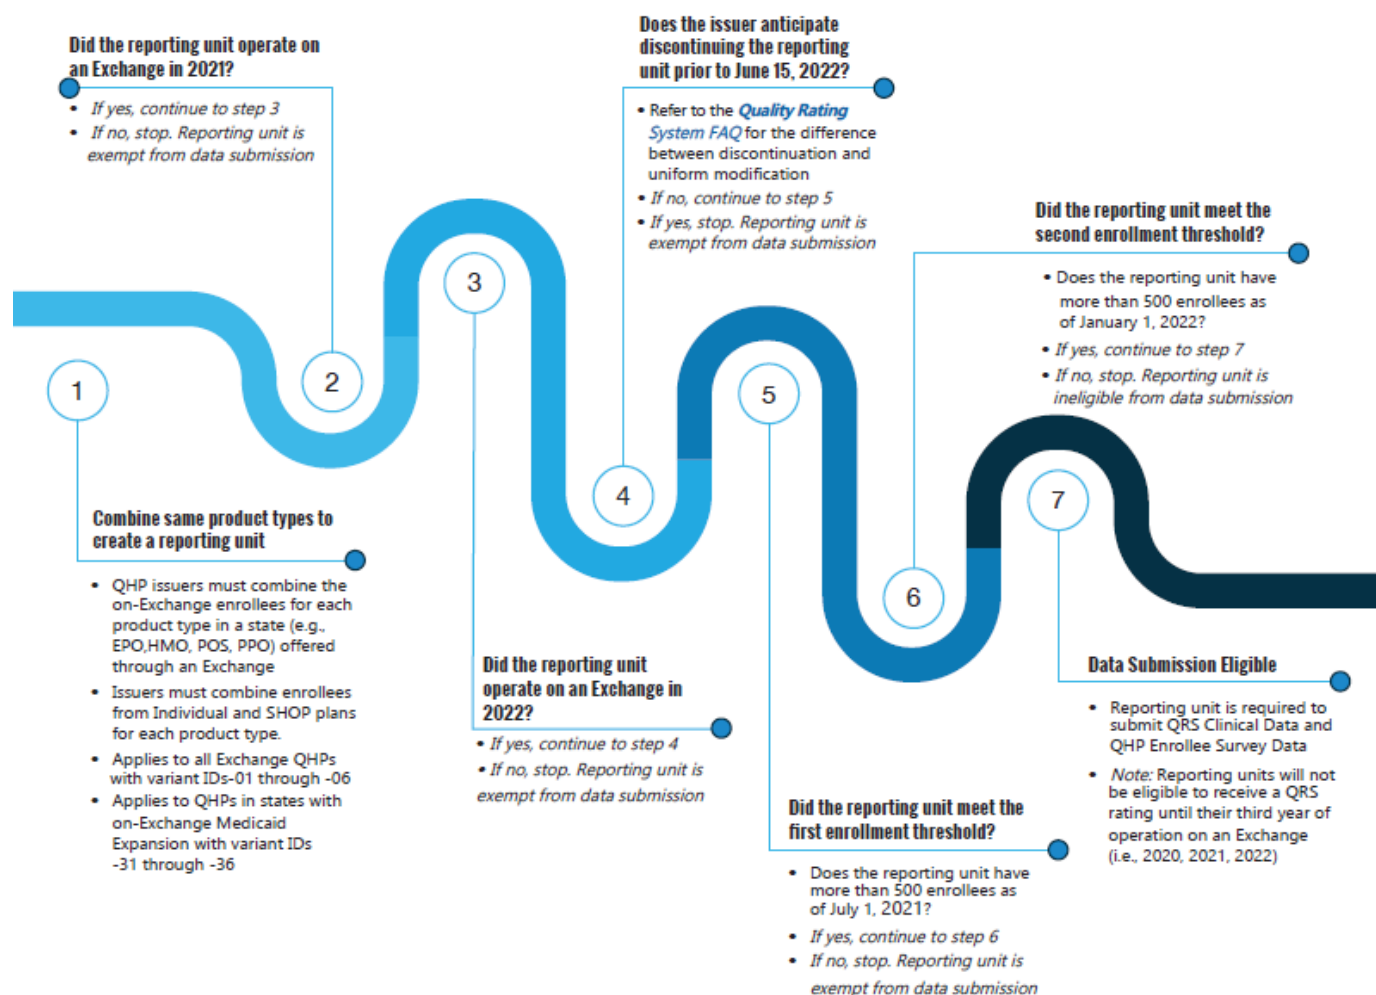 1
Combine same product types to
create a reporting unit
• QHP issuers must combine the
on-Exchange enrollees for each
product type in a state (e.g.,
EPO,HMO, POS, PPO) offered
through an Exchange
• Issuers must combine enrollees
from Individual and SHOP plans
for each product type.
• Applies to all Exchange QHPs
with variant IDs-01 through -06
• Applies to QHPs in states with
on-Exchange Medicaid
Expansion with variant IDs
-31 through -36
2
Did the reporting unit operate on
an Exchange in 2021?
• If yes, continue to step 3
• If no, stop. Reporting unit is
exempt from data submission
3
Did the reporting unit
operate on an Exchange in
2022?
• If yes, continue to step 4
• If no, stop. Reporting unit is
exempt from data submission
4
Does the issuer anticipate
discontinuing the reporting
unit prior to June 15, 2022?
• Refer to the Quality Rating
System FAQ for the difference
between discontinuation and
uniform modification
• If no, continue to step 5
• If yes, stop. Reporting unit is
exempt from data submission
5
Did the reporting unit meet the
first enrollment threshold?
• Does the reporting unit have
more than 500 enrollees as
of July 1, 2021?
• If yes, continue to step 6
• If no, stop. Reporting unit is
exempt from data submission
6
Did the reporting unit meet the
second enrollment threshold?
• Does the reporting unit have
more than 500 enrollees as
of January 1, 2022?
• If yes, continue to step 7
• If no, stop. Reporting unit is
ineligible from data submission
7
Data Submission Eligible
• Reporting unit is required to
submit QRS Clinical Data and
QHP Enrollee Survey Data
• Note: Reporting units will not
be eligible to receive a QRS
rating until their third year of
operation on an Exchange
(i.e., 2020, 2021, 2022)